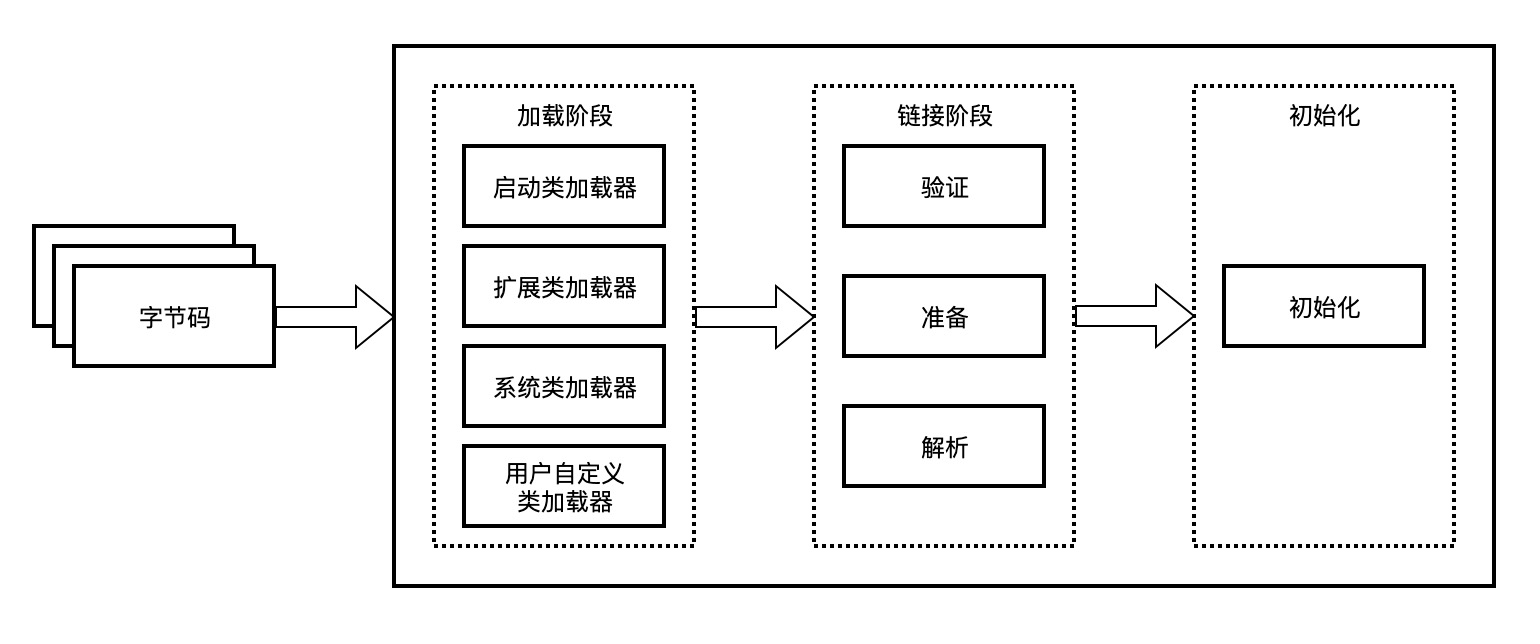 字节码
加载阶段
启动类加载器
扩展类加载器
系统类加载器
用户自定义
类加载器
链接阶段
验证
准备
解析
初始化
初始化